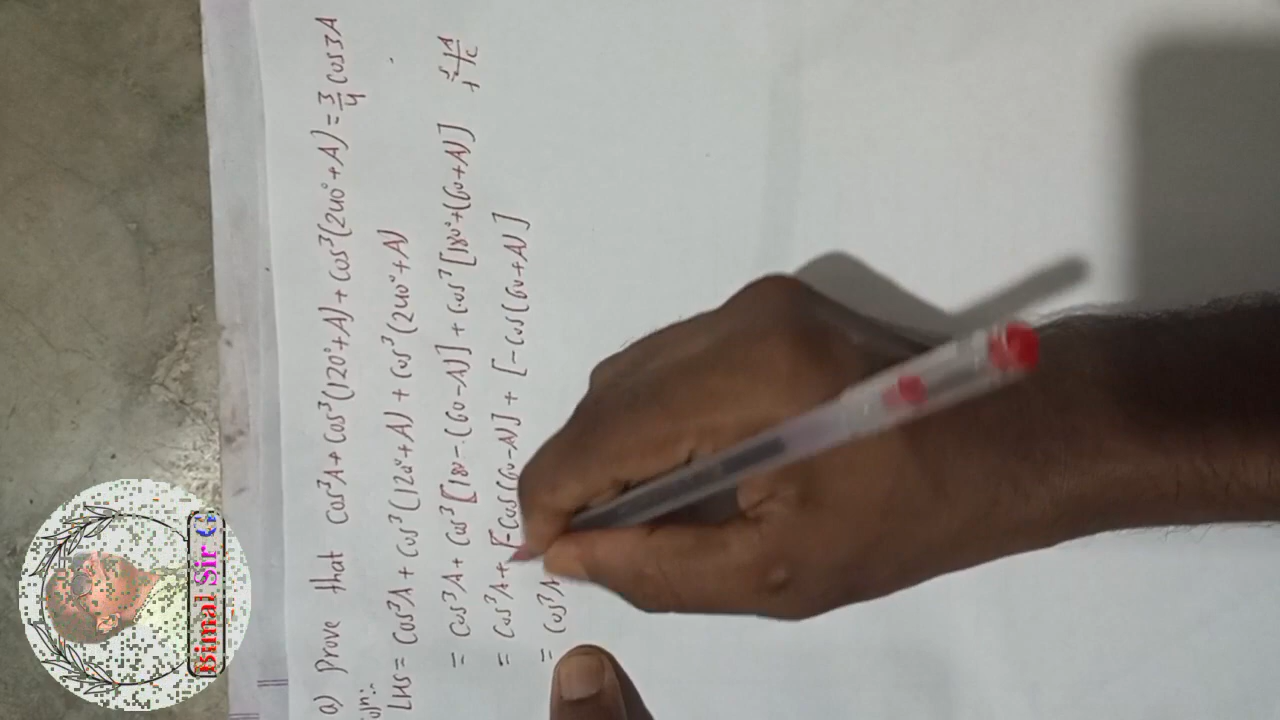 a) Prove that cos³A + cos³(120°+A) + cos³(240°+A) = 3/4 cos3A
Sol^n:-
LHS = cos³A + cos³(120°+A) + cos³(240°+A)
= cos³A + cos³[180-(60-A)] + cos³[180°+(60+A)]
= cos³A + [-cos(60-A)] + [-cos(60+A)]
= cos³A
S A
T C
Bimal Sir